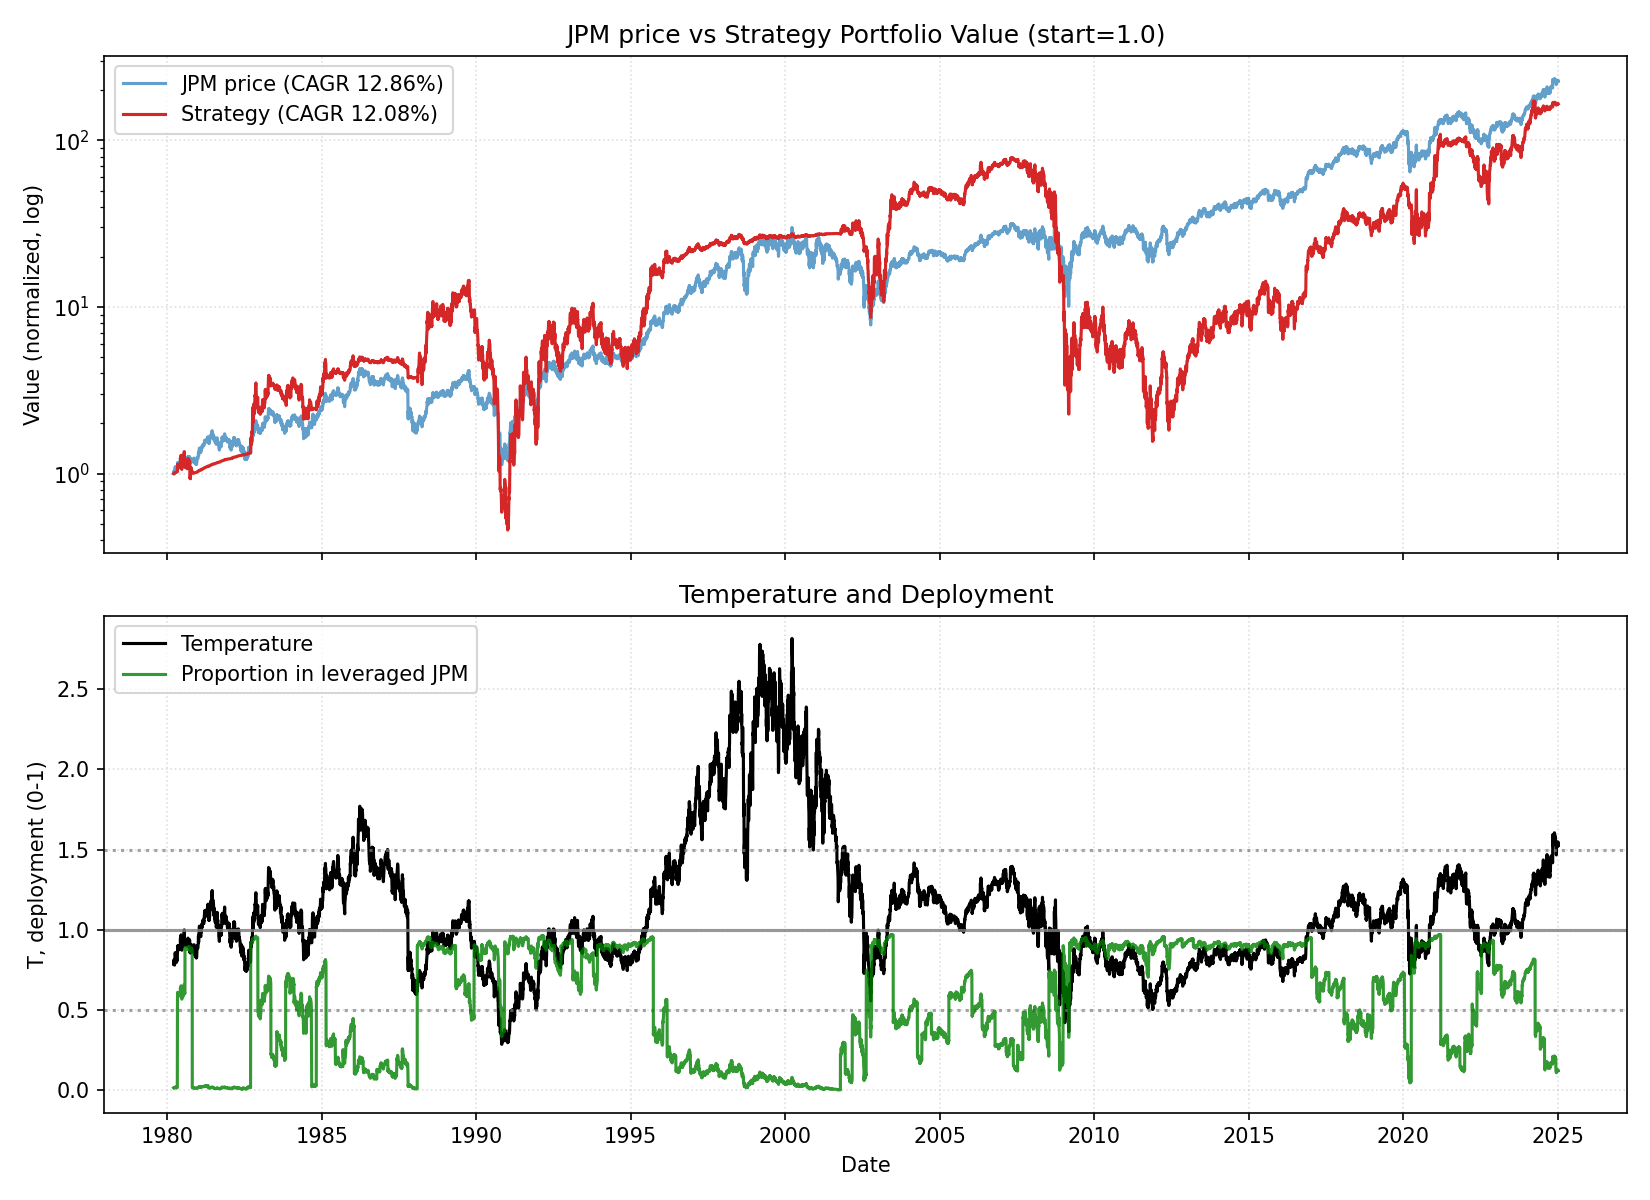 JPM price vs Strategy Portfolio Value (start=1.0)
JPM price (CAGR 12.86%)
Strategy (CAGR 12.08%)
Value (normalized, log)
10²
10¹
10⁰
Temperature and Deployment
Temperature
Proportion in leveraged JPM
T, deployment (0-1)
2.5
2.0
1.5
1.0
0.5
0.0
1980 1985 1990 1995 2000 2005 2010 2015 2020 2025
Date